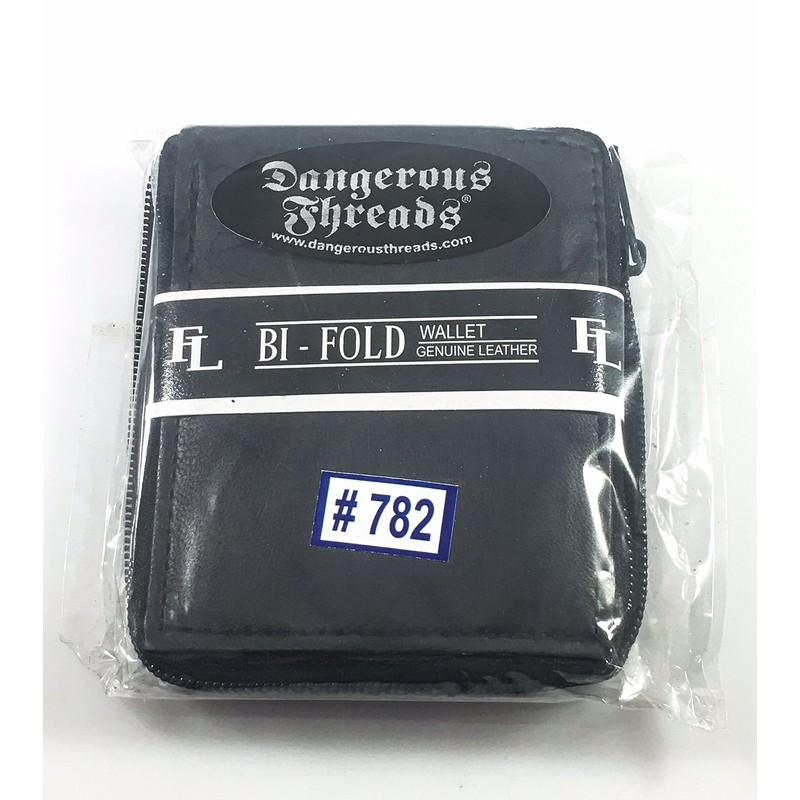 Dangerous
Threads®
www.dangerousthreads.com
FL BI - FOLD WALLET FL
GENUINE LEATHER
# 782